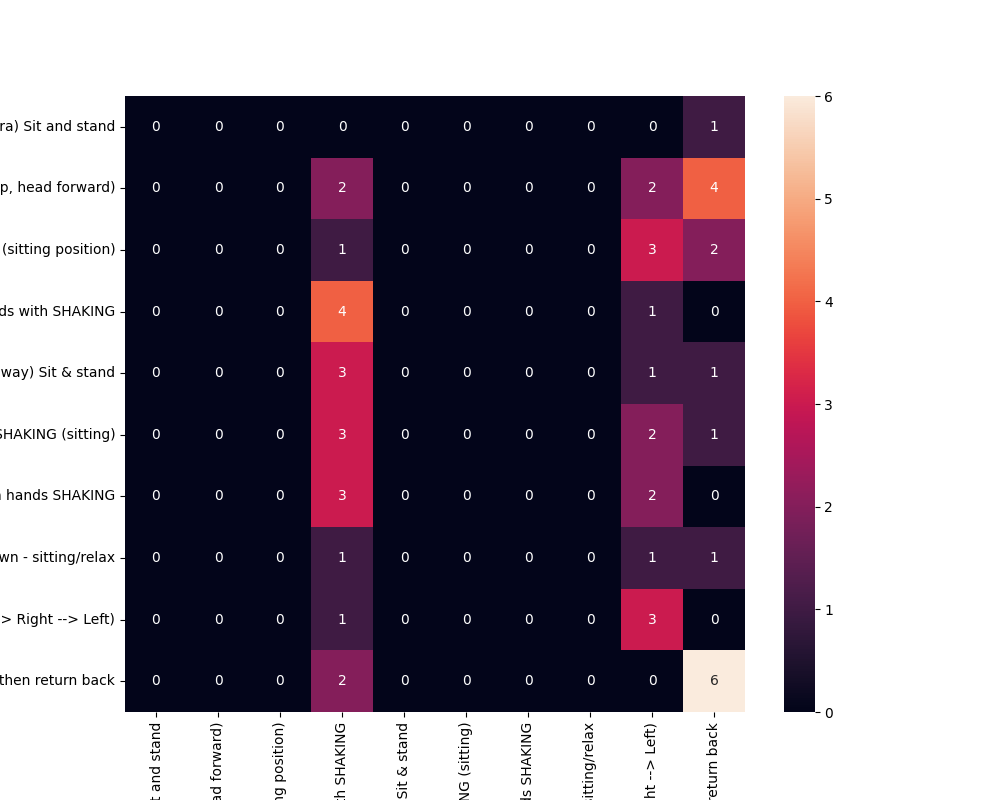 ra) Sit and stand 0 0 0 0 0 0 0 0 0 1
p, head forward) 0 0 0 2 0 0 0 0 2 4
(sitting position) 0 0 0 1 0 0 0 0 3 2
ds with SHAKING 0 0 0 4 0 0 0 0 1 0
way) Sit & stand 0 0 0 3 0 0 0 0 1 1
SHAKING (sitting) 0 0 0 3 0 0 0 0 2 1
hands SHAKING 0 0 0 3 0 0 0 0 2 0
wn - sitting/relax 0 0 0 1 0 0 0 0 1 1
> Right --> Left) 0 0 0 1 0 0 0 0 3 0
then return back 0 0 0 2 0 0 0 0 0 6
t and stand
ad forward)
ng position)
h SHAKING
Sit & stand
NG (sitting)
ds SHAKING
sitting/relax
ht --> Left)
return back
6
5
4
3
2
1
0